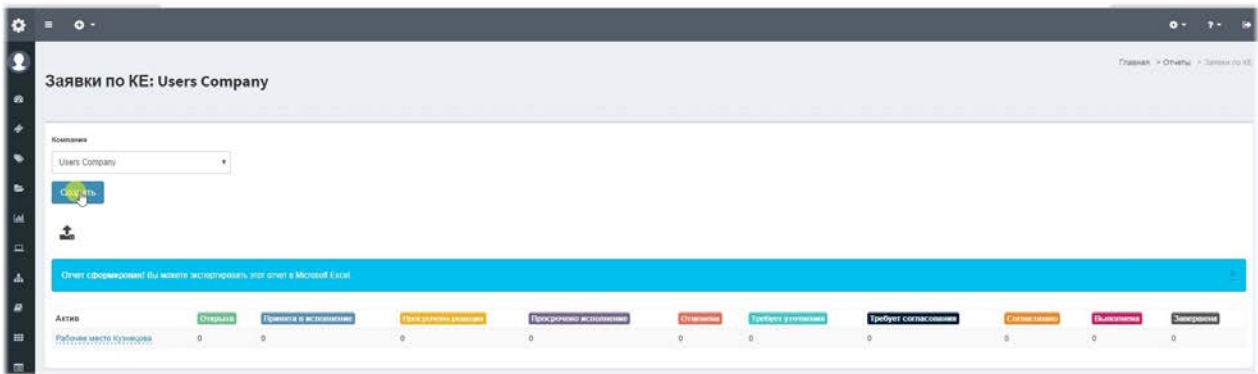 Главная > Отчеты > Заявки по КЕ
Заявки по КЕ: Users Company
Компания
Users Company
Создать
Отчет сформирован! Вы можете экспортировать этот отчет в Microsoft Excel.
Актив Открыта Принята в исполнение Просрочена реакция Просрочено исполнение Отменена Требует уточнения Требует согласования Согласовано Выполнена Завершена
Рабочее место Кузнецова 0 0 0 0 0 0 0 0 0 0